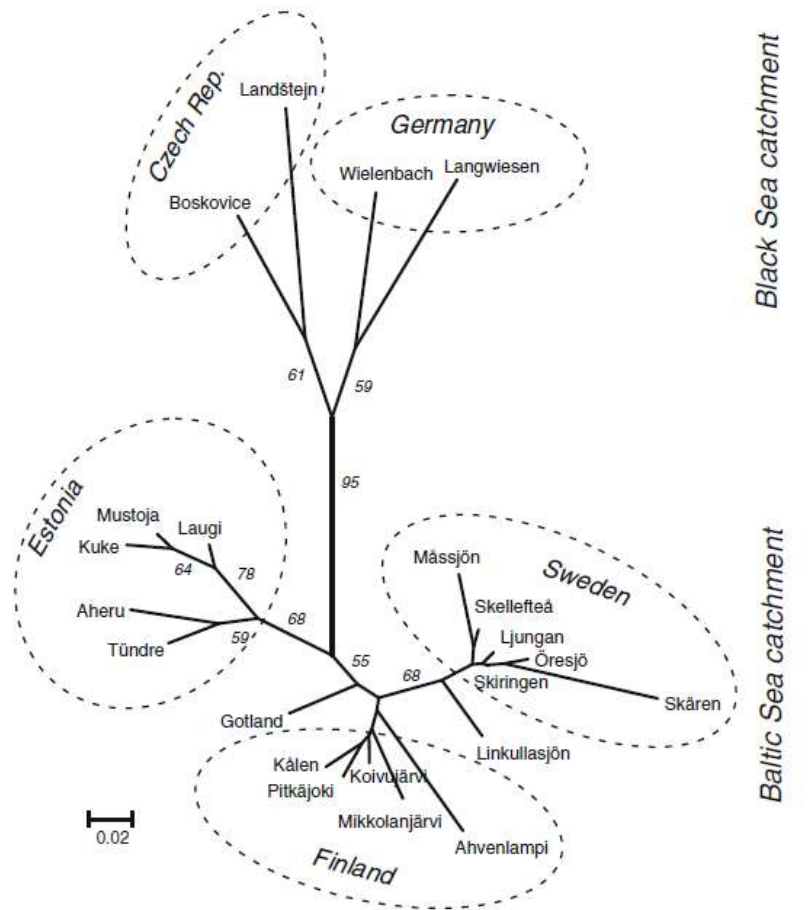 Landštejn
Czech Rep.
Germany
Wielenbach
Langwiesen
Boskovice
Black Sea catchment
61
59
95
Estonia
Mustoja
Laugi
Kuke
64
78
Aheru
68
59
Tündre
Måssjön
Sweden
Skellefteå
Ljungan
Öresjö
Skiringen
Skären
55
68
Gotland
Linkullasjön
Baltic Sea catchment
Kålen
Koivujärvi
Pitkäjoki
Mikkolanjärvi
Ahvenlampi
Finland
0.02